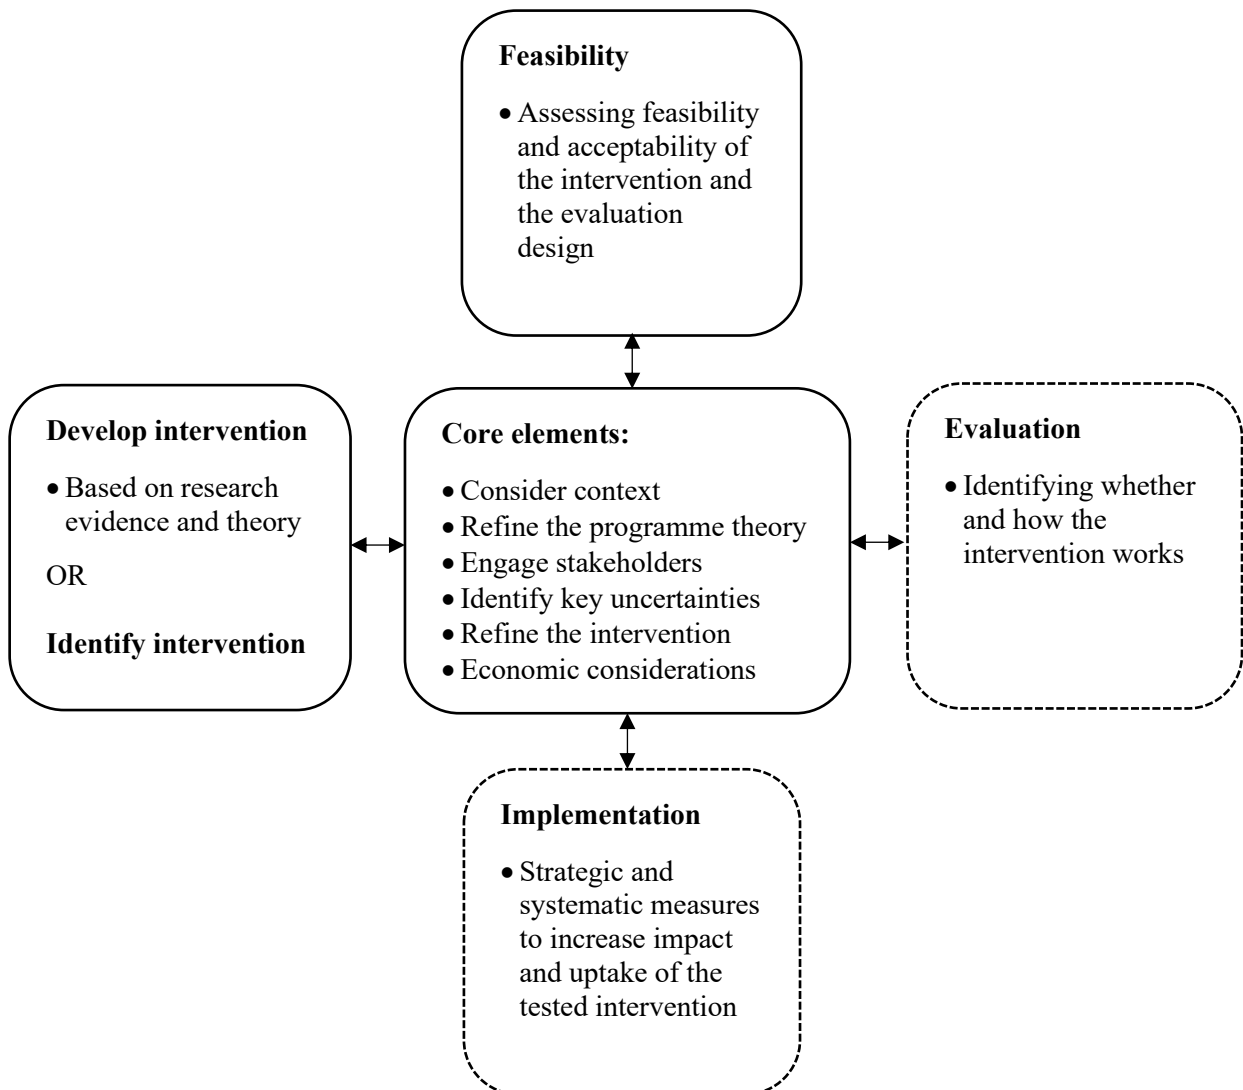 Feasibility
• Assessing feasibility
and acceptability of
the intervention and
the evaluation
design
Develop intervention
• Based on research
evidence and theory
OR
Identify intervention
Core elements:
• Consider context
• Refine the programme theory
• Engage stakeholders
• Identify key uncertainties
• Refine the intervention
• Economic considerations
Evaluation
• Identifying whether
and how the
intervention works
Implementation
• Strategic and
systematic measures
to increase impact
and uptake of the
tested intervention